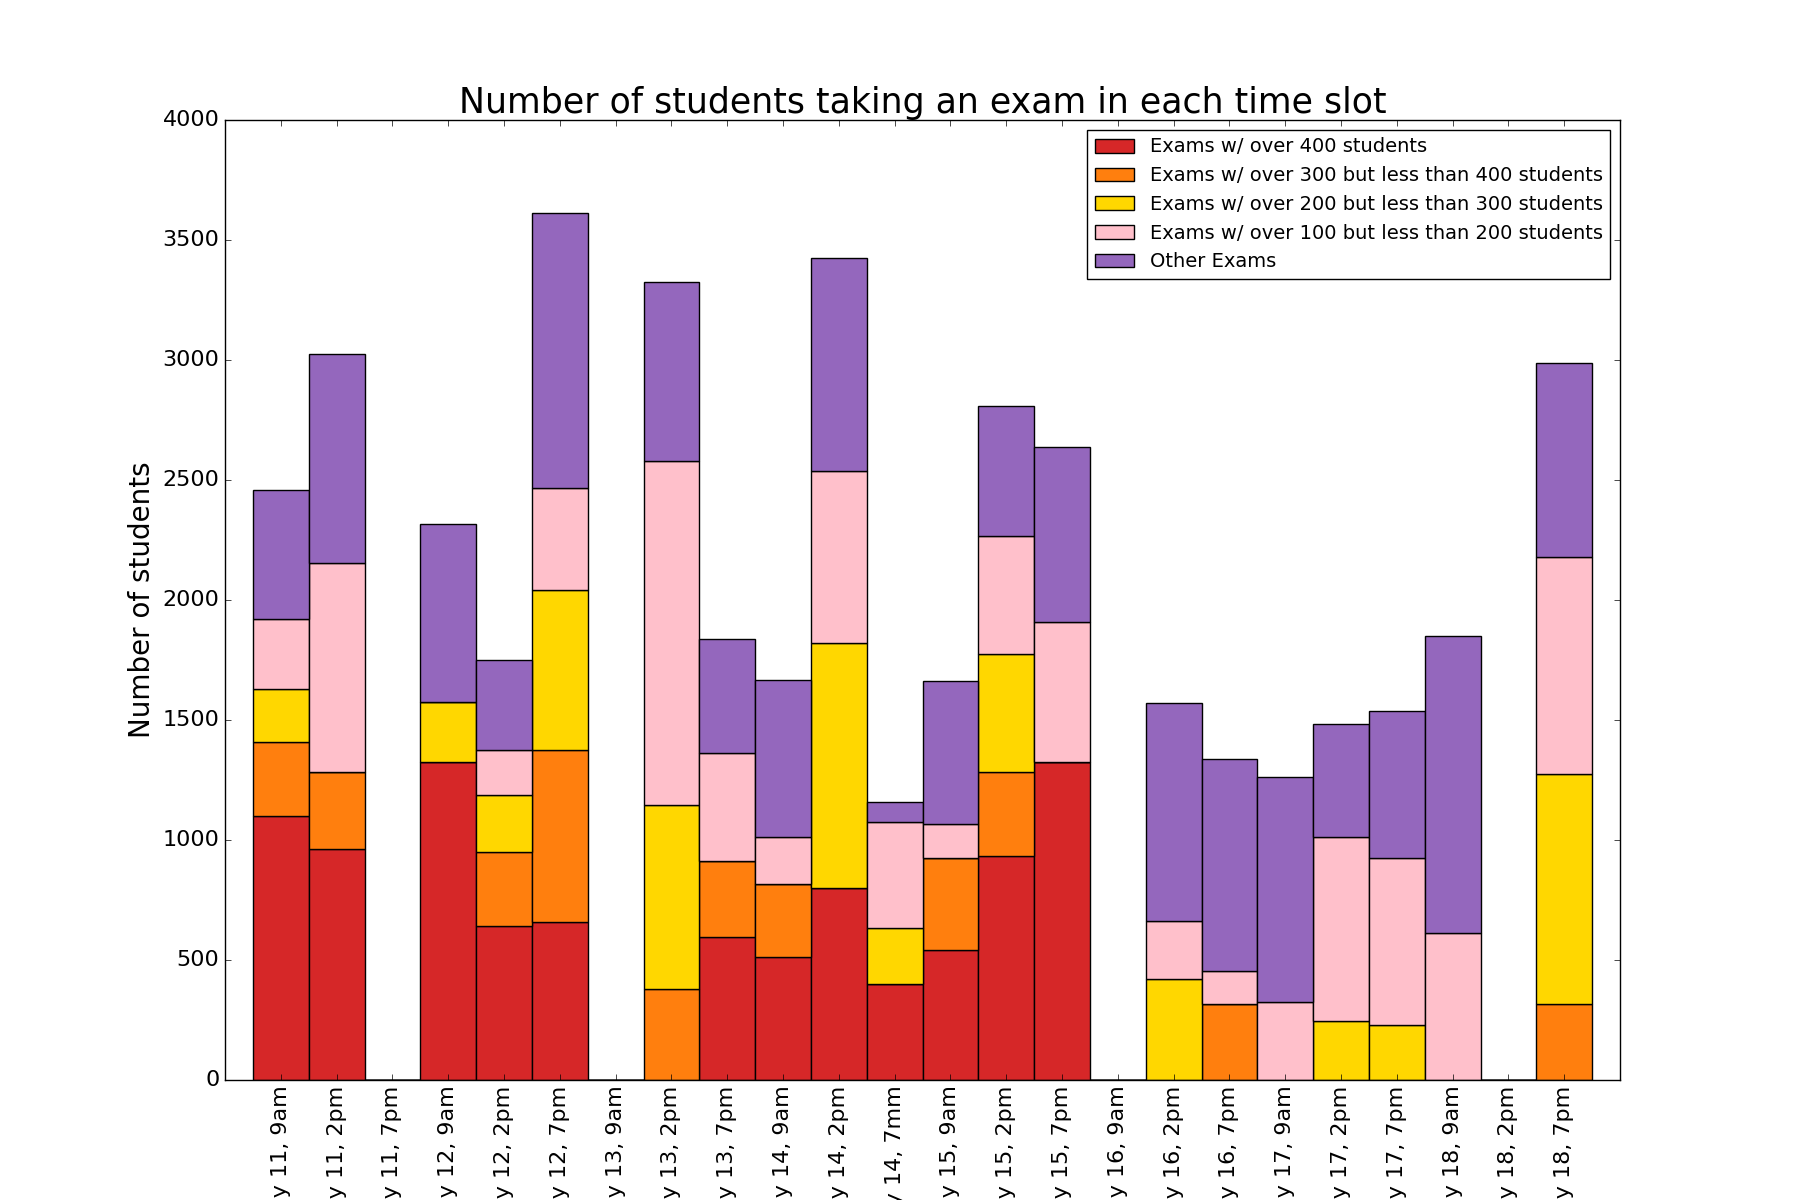 Number of students taking an exam in each time slot
4000
3500
3000
2500
2000
1500
1000
500
0
Number of students
Exams w/ over 400 students
Exams w/ over 300 but less than 400 students
Exams w/ over 200 but less than 300 students
Exams w/ over 100 but less than 200 students
Other Exams
y 11, 9am
y 11, 2pm
y 11, 7pm
y 12, 9am
y 12, 2pm
y 12, 7pm
y 13, 9am
y 13, 2pm
y 13, 7pm
y 14, 9am
y 14, 2pm
y 14, 7mm
y 15, 9am
y 15, 2pm
y 15, 7pm
y 16, 9am
y 16, 2pm
y 16, 7pm
y 17, 9am
y 17, 2pm
y 17, 7pm
y 18, 9am
y 18, 2pm
y 18, 7pm